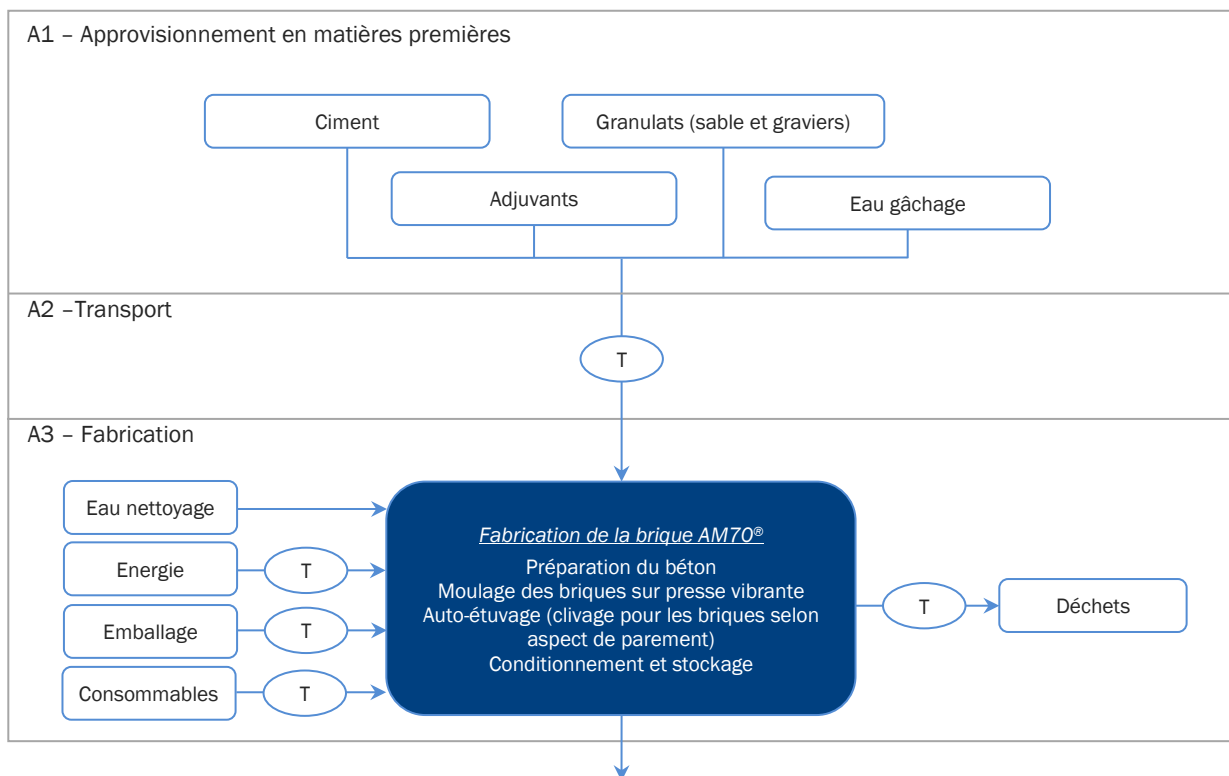 A1 – Approvisionnement en matières premières
Ciment
Granulats (sable et graviers)
Adjuvants
Eau gâchage
A2 –Transport
T
A3 – Fabrication
Eau nettoyage
Energie
T
Emballage
T
Consommables
T
Fabrication de la brique AM70®
Préparation du béton
Moulage des briques sur presse vibrante
Auto-étuvage (clivage pour les briques selon
aspect de parement)
Conditionnement et stockage
T
Déchets